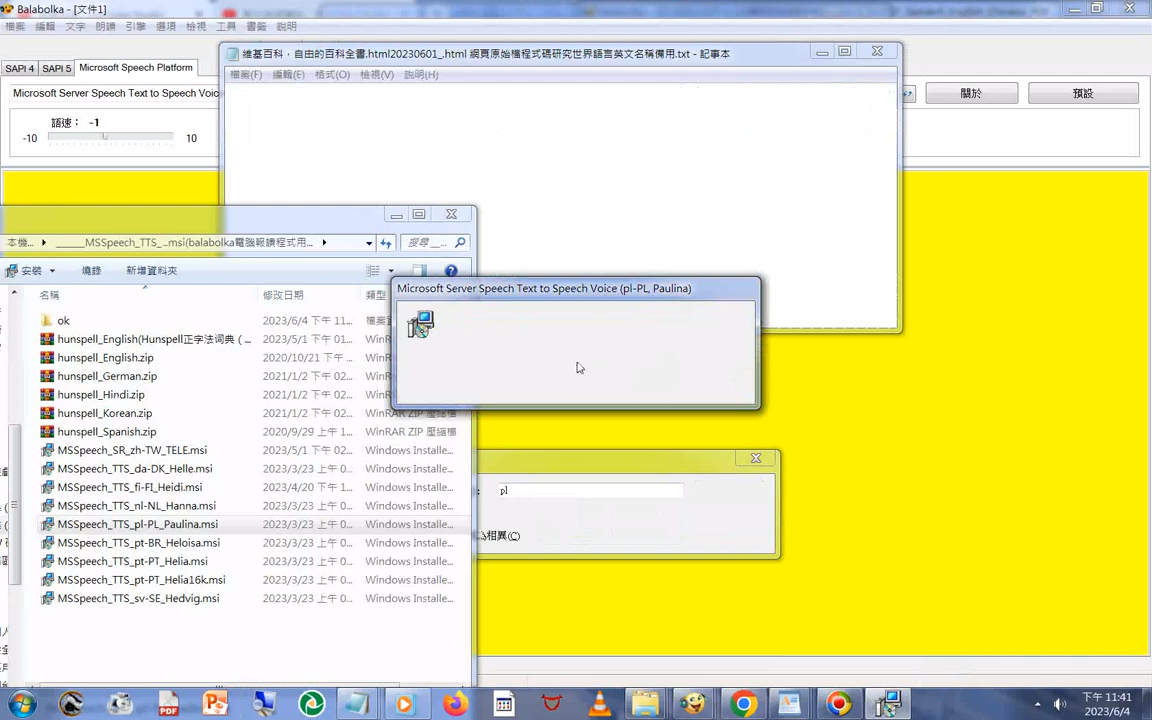 Balabolka - [文件1]
檔案 編輯 文字 朗讀 引擎 選項 檢視 工具 書籤 說明
SAPI 4 SAPI 5 Microsoft Speech Platform
Microsoft Server Speech Text to Speech Voic
關於 預設
語速： -1
-10 10
維基百科，自由的百科全書.html20230601_.html 網頁原始檔程式碼研究世界語言英文名稱備用.txt - 記事本
檔案(F) 編輯(E) 格式(O) 檢視(V) 說明(H)
本機... ______MSSpeech_TTS_...msi(balabolka電腦報讀程式用... 搜尋 __...
安裝 燒錄 新增資料夾
名稱 修改日期 類型
ok 2023/6/4 下午 11...
hunspell_English(Hunspell正字法词典 ( ... 2023/5/1 下午 01...
hunspell_English.zip 2020/10/21 下午 ... WinRAR
hunspell_German.zip 2021/1/2 下午 02...
hunspell_Hindi.zip 2021/1/2 下午 02...
hunspell_Korean.zip 2021/1/2 下午 02... WinRAR ZIP 壓縮檔
hunspell_Spanish.zip 2020/9/29 上午 1... WinRAR ZIP 壓縮檔
MSSpeech_SR_zh-TW_TELE.msi 2023/5/1 下午 02... Windows Installe...
MSSpeech_TTS_da-DK_Helle.msi 2023/3/23 上午 0... Windows Installe...
MSSpeech_TTS_fi-FI_Heidi.msi 2023/4/20 下午 1... Windows Installe...
MSSpeech_TTS_nl-NL_Hanna.msi 2023/3/23 上午 0... Windows Installe...
MSSpeech_TTS_pl-PL_Paulina.msi 2023/3/23 上午 0... Windows Installe...
MSSpeech_TTS_pt-BR_Heloisa.msi 2023/3/23 上午 0... Windows Installe...
MSSpeech_TTS_pt-PT_Helia.msi 2023/3/23 上午 0... Windows Installe...
MSSpeech_TTS_pt-PT_Helia16k.msi 2023/3/23 上午 0... Windows Installe...
MSSpeech_TTS_sv-SE_Hedvig.msi 2023/3/23 上午 0... Windows Installe...
Microsoft Server Speech Text to Speech Voice (pl-PL, Paulina)
pl
相異(C)
下午 11:41
2023/6/4